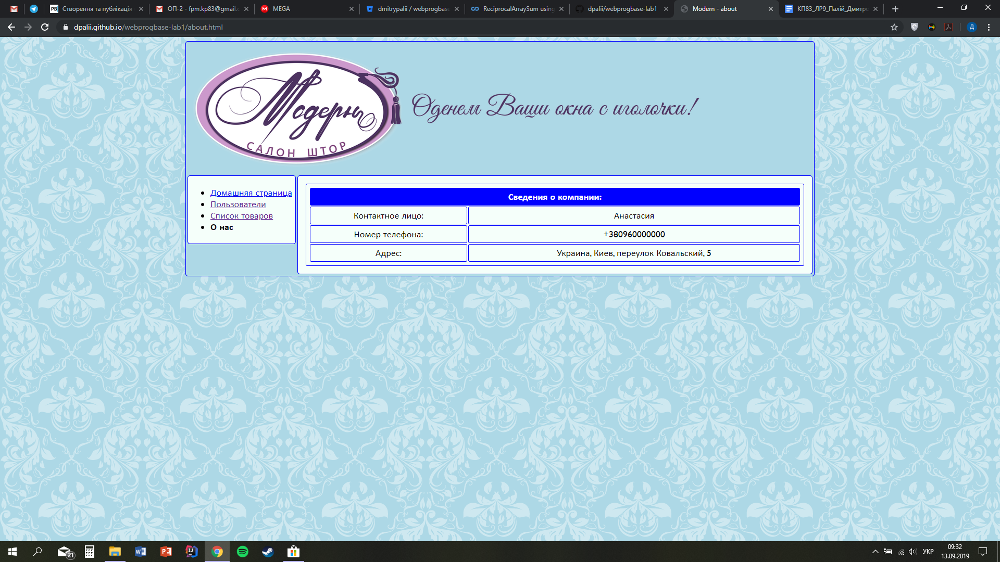 Створення та публікація
ОП-2 - fpm.kp83@gmail.c
MEGA
dmitrypalii / webprogbase
ReciprocalArraySum using
dpalii/webprogbase-lab1
Modern - about
КП83_ЛР9_Палій_Дмитро
dpalii.github.io/webprogbase-lab1/about.html
Д
Модернъ
САЛОН ШТОР
Оденем Ваши окна с иголочки!
Домашняя страница
Пользователи
Список товаров
О нас
Сведения о компании:
Контактное лицо: Анастасия
Номер телефона: +380960000000
Адрес: Украина, Киев, переулок Ковальский, 5
21
УКР
09:32
13.09.2019